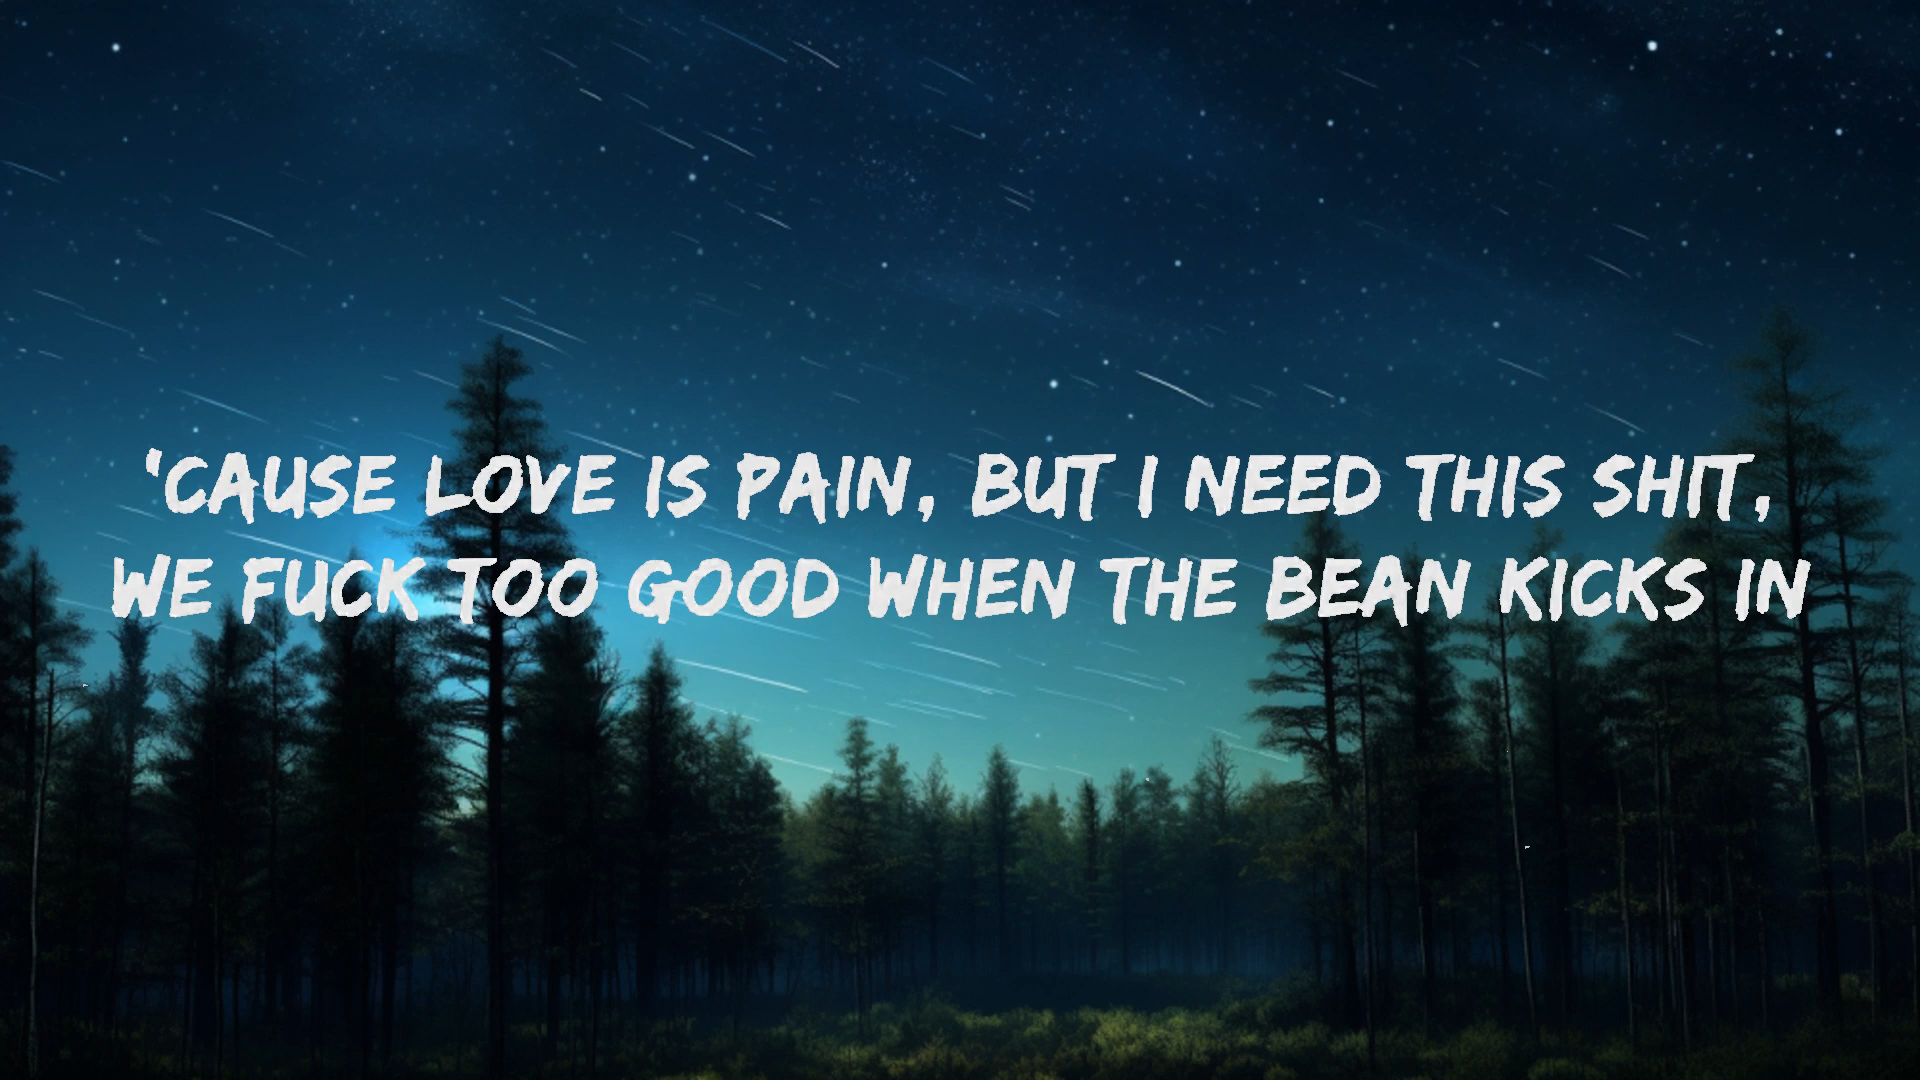 'CAUSE LOVE IS PAIN, BUT I NEED THIS SHIT,
WE FUCK TOO GOOD WHEN THE BEAN KICKS IN